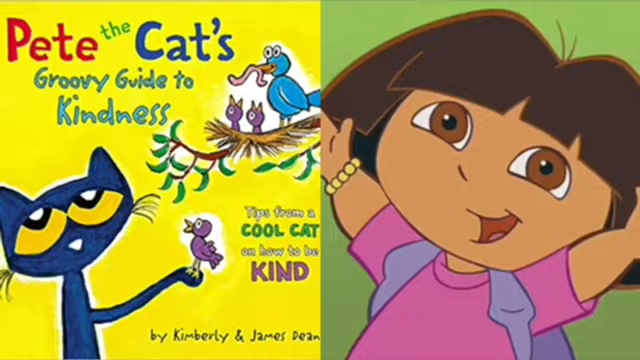 Pete the Cat's
Groovy Guide to
Kindness
Tips from a
COOL CAT
on how to be
KIND
by Kimberly & James Dean